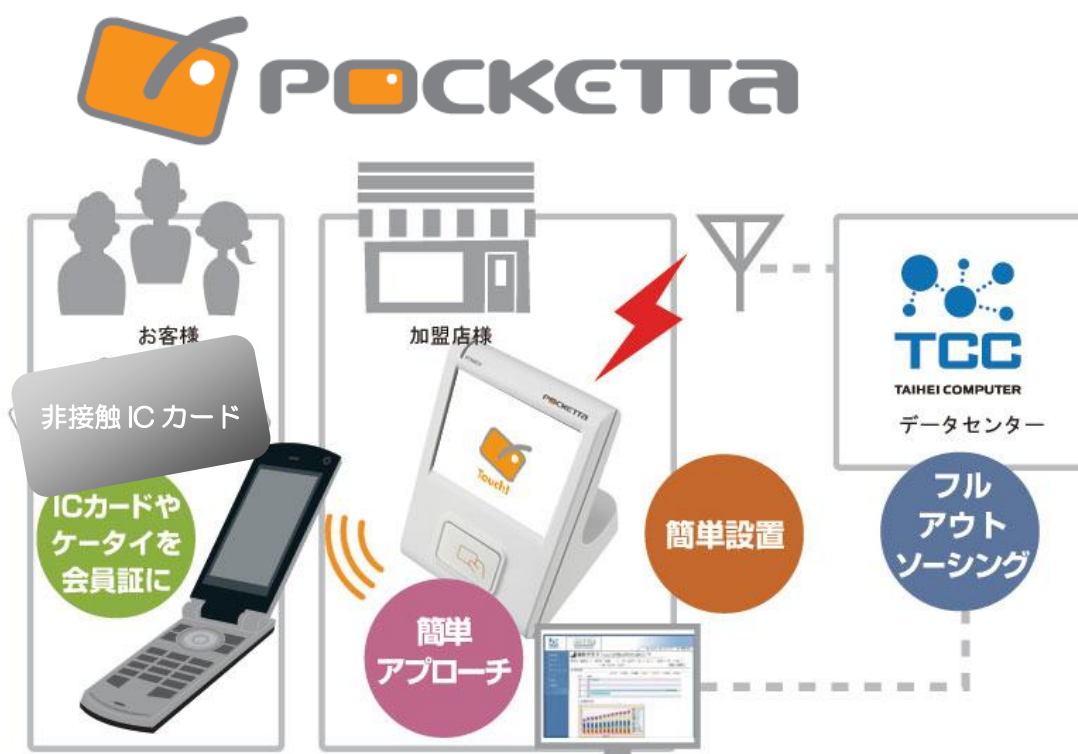 POCKETTA
お客様
加盟店様
非接触 IC カード
POWER
POCKETTA
Touch!
TCC
TAIHEI COMPUTER
データセンター
ICカードや
ケータイを
会員証に
簡単設置
フル
アウト
ソーシング
簡単
アプローチ